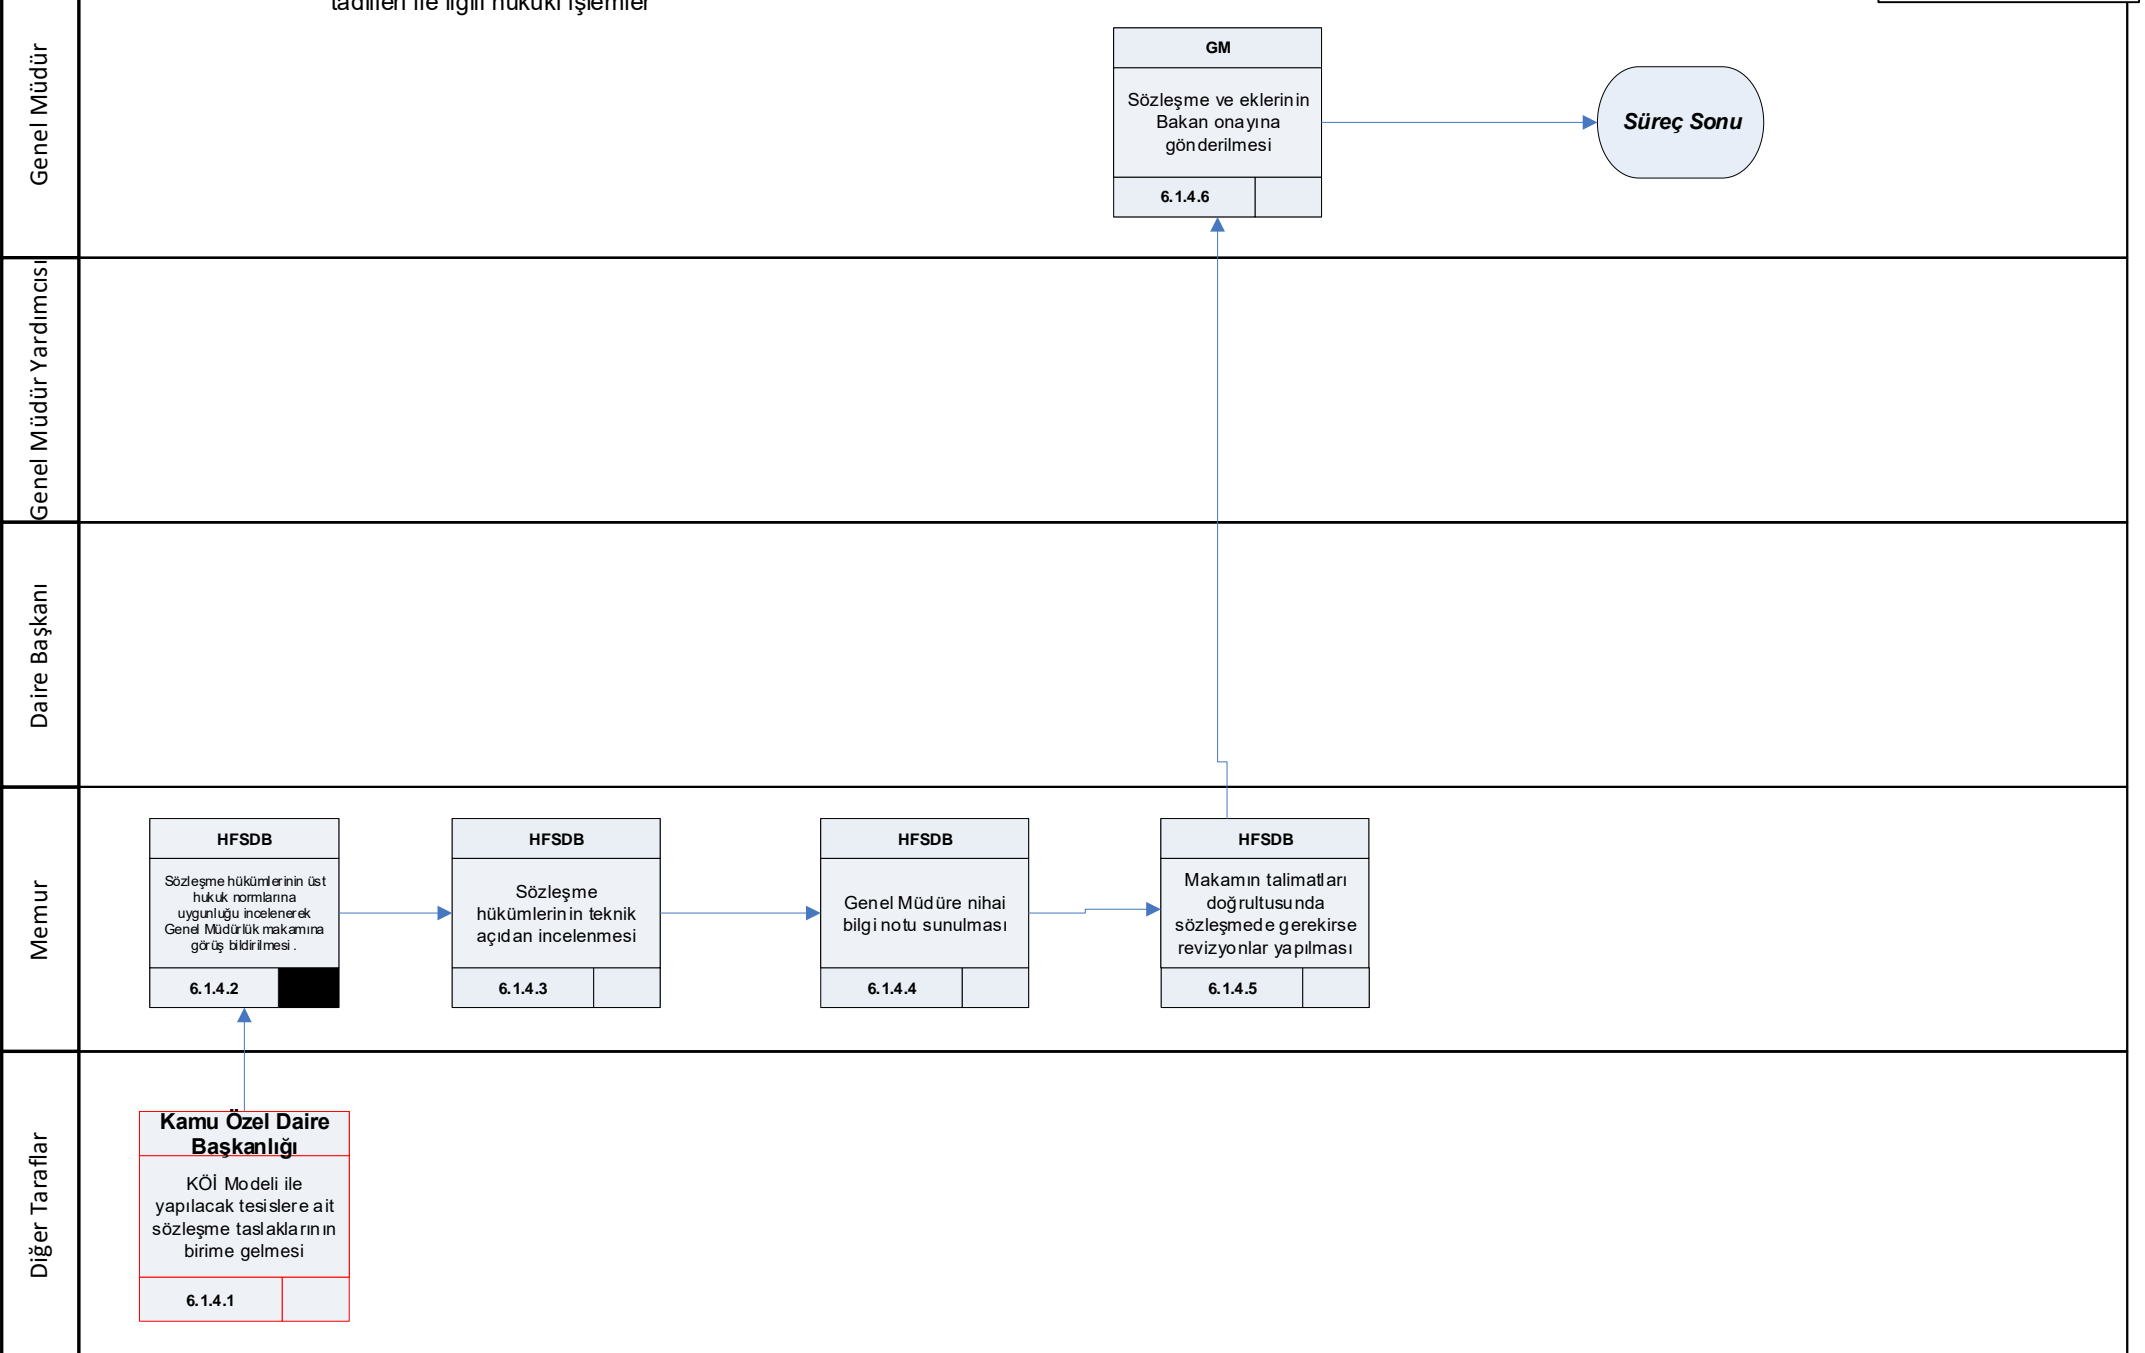 tadilleri ile ilgili hukuki işlemler
Genel Müdür
GM
Sözleşme ve eklerinin
Bakan onayına
gönderilmesi
6.1.4.6
Süreç Sonu
Genel Müdür Yardımcısı
Daire Başkanı
Memur
HFSDB
Sözleşme hükümlerinin üst
hukuk normlarına
uygunluğu incelenerek
Genel Müdürlük makamına
görüş bildirilmesi .
6.1.4.2
HFSDB
Sözleşme
hükümlerinin teknik
açıdan incelenmesi
6.1.4.3
HFSDB
Genel Müdüre nihai
bilgi notu sunulması
6.1.4.4
HFSDB
Makamın talimatları
doğrultusunda
sözleşmede gerekirse
revizyonlar yapılması
6.1.4.5
Diğer Taraflar
Kamu Özel Daire
Başkanlığı
KÖİ Modeli ile
yapılacak tesislere ait
sözleşme taslaklarının
birime gelmesi
6.1.4.1